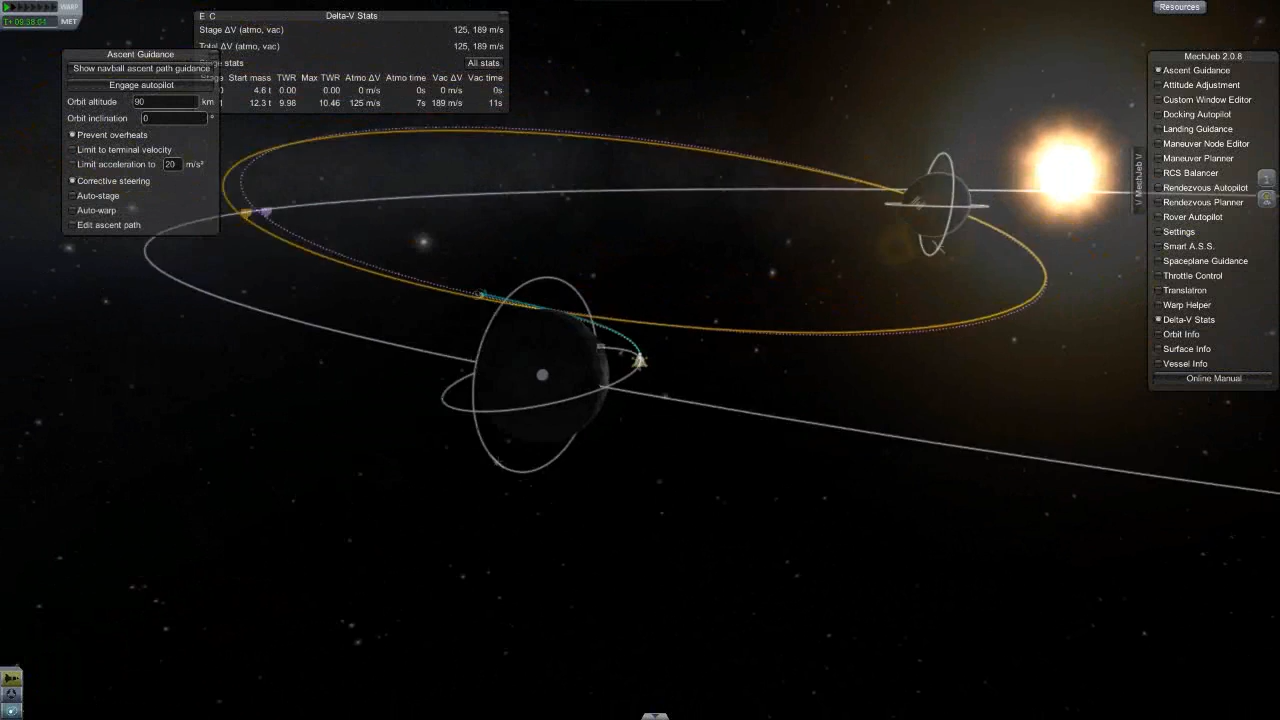 WARP
T+ 09:38:04 MET
E C Delta-V Stats
Stage ΔV (atmo, vac) 125, 189 m/s
Total ΔV (atmo, vac) 125, 189 m/s
stats All stats
Stage Start mass TWR Max TWR Atmo ΔV Atmo time Vac ΔV Vac time
0 4.6 t 0.00 0.00 0 m/s 0s 0 m/s 0s
12.3 t 9.98 10.46 125 m/s 7s 189 m/s 11s
Ascent Guidance
Show navball ascent path guidance
Engage autopilot
Orbit altitude 90 km
Orbit inclination 0 °
Prevent overheats
Limit to terminal velocity
Limit acceleration to 20 m/s²
Corrective steering
Auto-stage
Auto-warp
Edit ascent path
Resources
V MechJeb V
MechJeb 2.0.8
Ascent Guidance
Attitude Adjustment
Custom Window Editor
Docking Autopilot
Landing Guidance
Maneuver Node Editor
Maneuver Planner
RCS Balancer
Rendezvous Autopilot
Rendezvous Planner
Rover Autopilot
Settings
Smart A.S.S.
Spaceplane Guidance
Throttle Control
Translatron
Warp Helper
Delta-V Stats
Orbit Info
Surface Info
Vessel Info
Online Manual